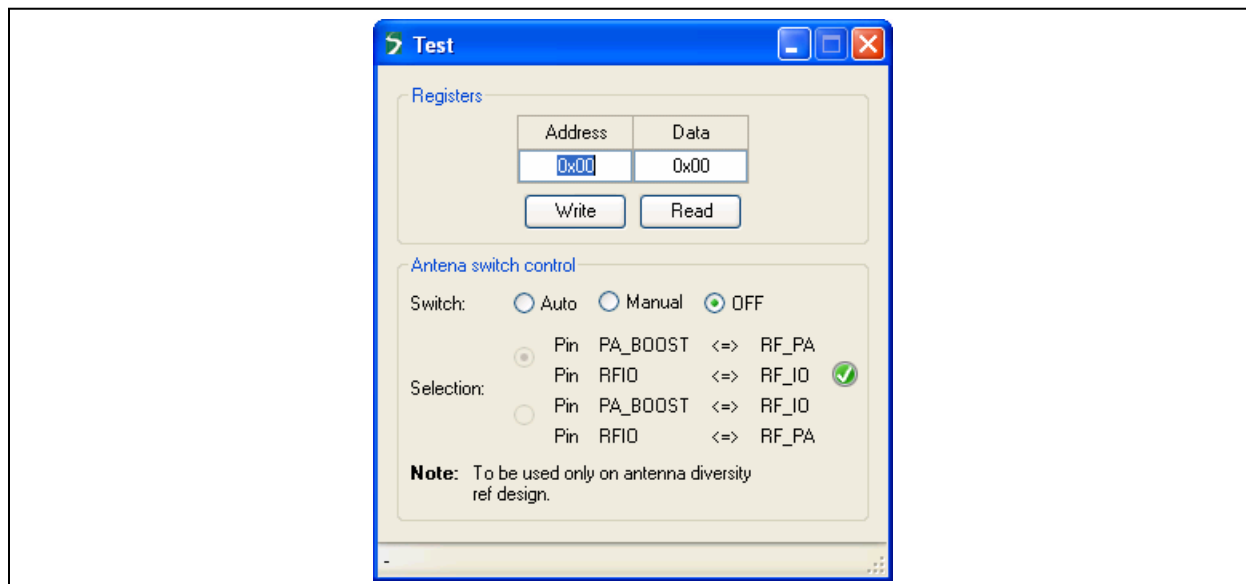 Test
Registers
Address Data
0x00 0x00
Write Read
Antena switch control
Switch: Auto Manual OFF
Pin PA_BOOST <=> RF_PA
Pin RFIO <=> RF_IO
Selection:
Pin PA_BOOST <=> RF_IO
Pin RFIO <=> RF_PA
Note: To be used only on antenna diversity
ref design.
-